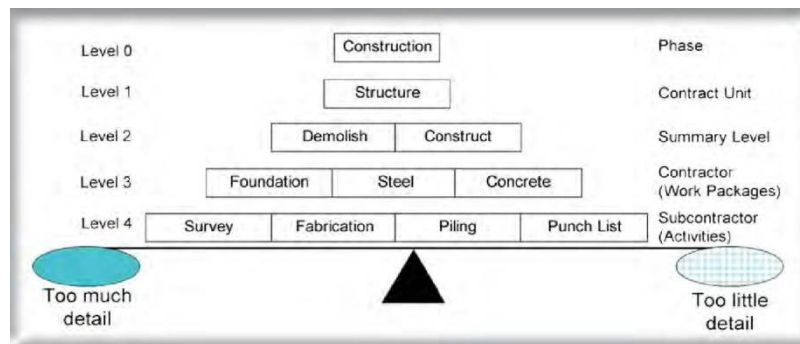 Level 0 Construction Phase
Level 1 Structure Contract Unit
Level 2 Demolish Construct Summary Level
Level 3 Foundation Steel Concrete Contractor
(Work Packages)
Level 4 Survey Fabrication Piling Punch List Subcontractor
(Activities)
Too much Too little
detail detail